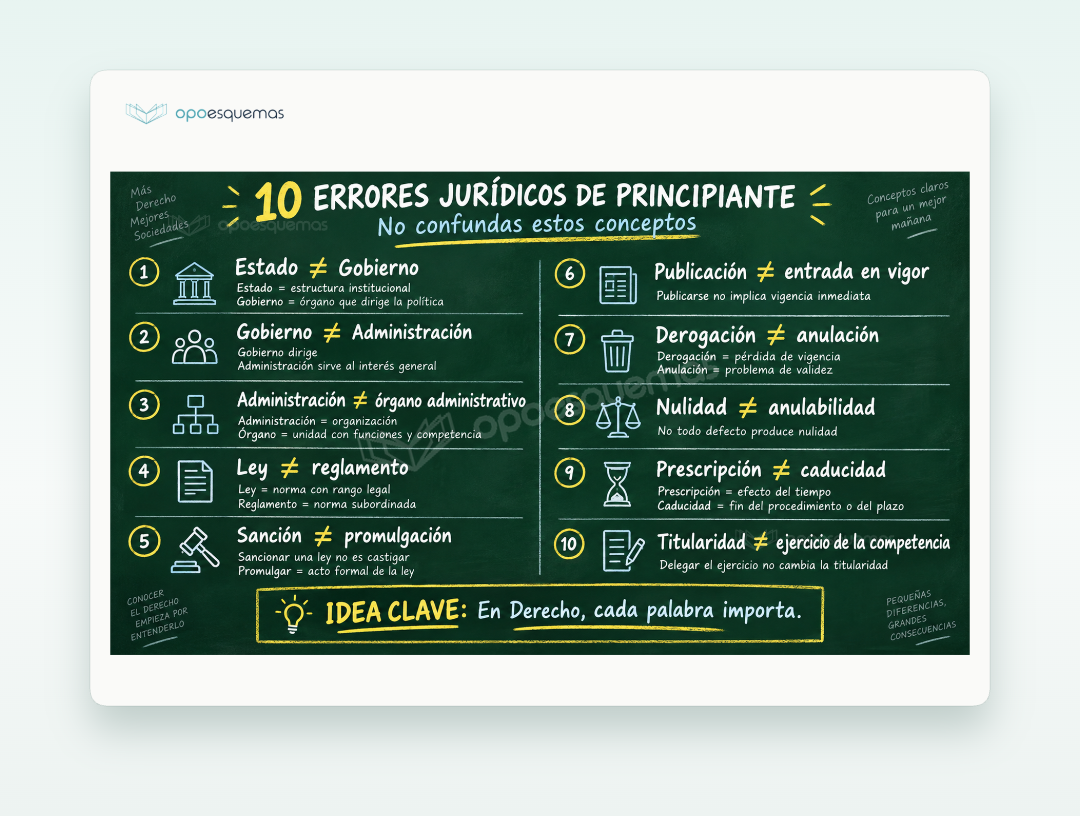 opoesquemas
Más
Derecho
Mejores
Sociedades
opoesquemas
10 ERRORES JURÍDICOS DE PRINCIPIANTE
No confundas estos conceptos
Conceptos claros
para un mejor
mañana
1
Estado ≠ Gobierno
Estado = estructura institucional
Gobierno = órgano que dirige la política
2
Gobierno ≠ Administración
Gobierno dirige
Administración sirve al interés general
3
Administración ≠ órgano administrativo
Administración = organización
Órgano = unidad con funciones y competencia
4
Ley ≠ reglamento
Ley = norma con rango legal
Reglamento = norma subordinada
5
Sanción ≠ promulgación
Sancionar una ley no es castigar
Promulgar = acto formal de la ley
6
Publicación ≠ entrada en vigor
Publicarse no implica vigencia inmediata
7
Derogación ≠ anulación
Derogación = pérdida de vigencia
Anulación = problema de validez
opoesquemas
8
Nulidad ≠ anulabilidad
No todo defecto produce nulidad
9
Prescripción ≠ caducidad
Prescripción = efecto del tiempo
Caducidad = fin del procedimiento o del plazo
10
Titularidad ≠ ejercicio de la competencia
Delegar el ejercicio no cambia la titularidad
CONOCER
EL DERECHO
EMPIEZA POR
ENTENDERLO
IDEA CLAVE: En Derecho, cada palabra importa.
PEQUEÑAS
DIFERENCIAS,
GRANDES
CONSECUENCIAS